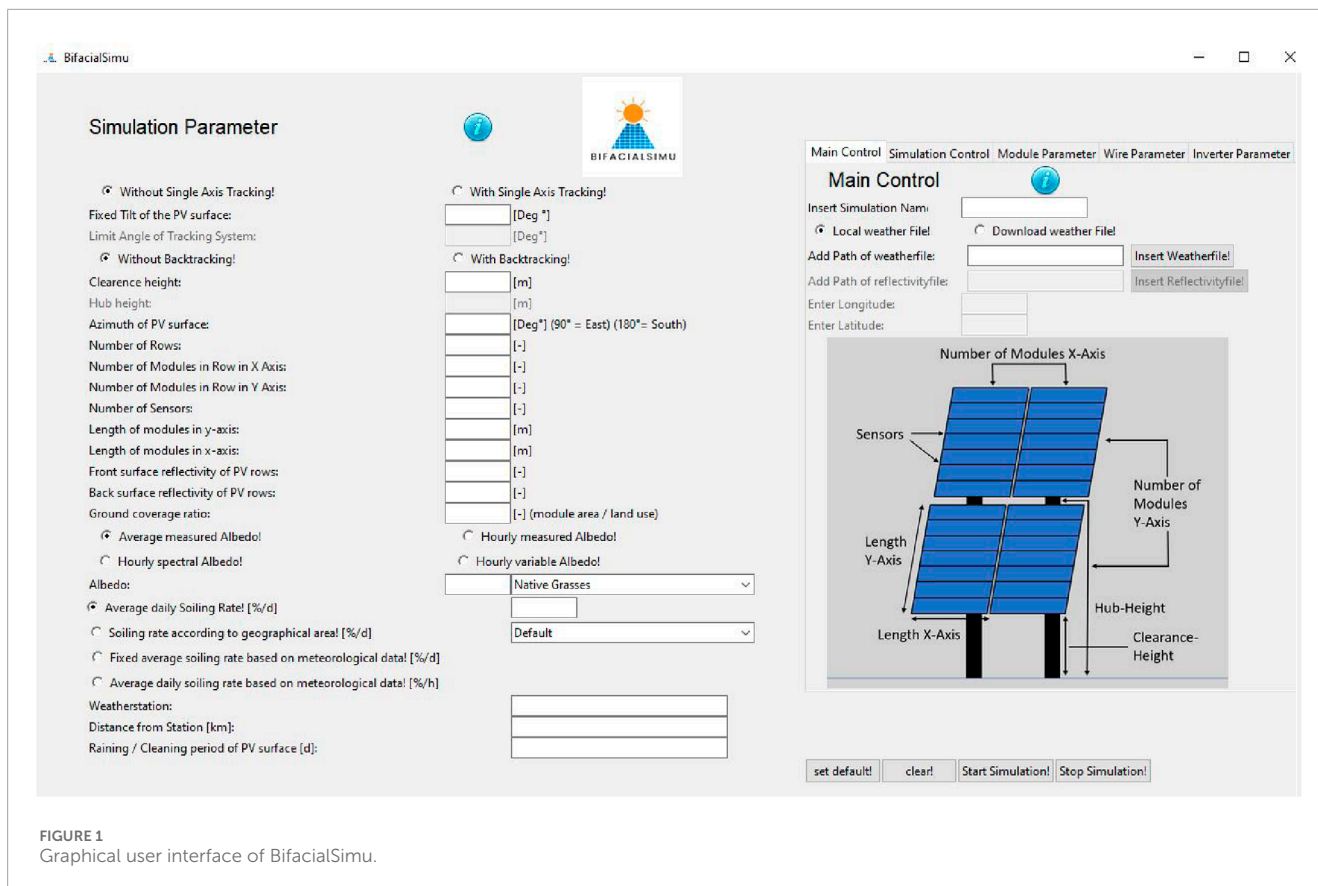 BifacialSimu
Simulation Parameter
i
BIFACIALSIMU
Without Single Axis Tracking!
With Single Axis Tracking!
Fixed Tilt of the PV surface:
[Deg °]
Limit Angle of Tracking System:
[Deg°]
Without Backtracking!
With Backtracking!
Clearence height:
[m]
Hub height:
[m]
Azimuth of PV surface:
[Deg°] (90° = East) (180°= South)
Number of Rows:
[-]
Number of Modules in Row in X Axis:
[-]
Number of Modules in Row in Y Axis:
[-]
Number of Sensors:
[-]
Length of modules in y-axis:
[m]
Length of modules in x-axis:
[m]
Front surface reflectivity of PV rows:
[-]
Back surface reflectivity of PV rows:
[-]
Ground coverage ratio:
[-] (module area / land use)
Average measured Albedo!
Hourly measured Albedo!
Hourly spectral Albedo!
Hourly variable Albedo!
Albedo:
Native Grasses
Average daily Soiling Rate! [%/d]
Soiling rate according to geographical area! [%/d]
Default
Fixed average soiling rate based on meteorological data! [%/d]
Average daily soiling rate based on meteorological data! [%/h]
Weatherstation:
Distance from Station [km]:
Raining / Cleaning period of PV surface [d]:
Main Control
Simulation Control
Module Parameter
Wire Parameter
Inverter Parameter
Main Control
i
Insert Simulation Nam
Local weather File!
Download weather File!
Add Path of weatherfile:
Insert Weatherfile!
Add Path of reflectivityfile:
Insert Reflectivityfile!
Enter Longitude:
Enter Latitude:
Number of Modules X-Axis
Sensors
Number of
Modules
Y-Axis
Length
Y-Axis
Hub-Height
Length X-Axis
Clearance-
Height
set default!
clear!
Start Simulation!
Stop Simulation!
FIGURE 1
Graphical user interface of BifacialSimu.